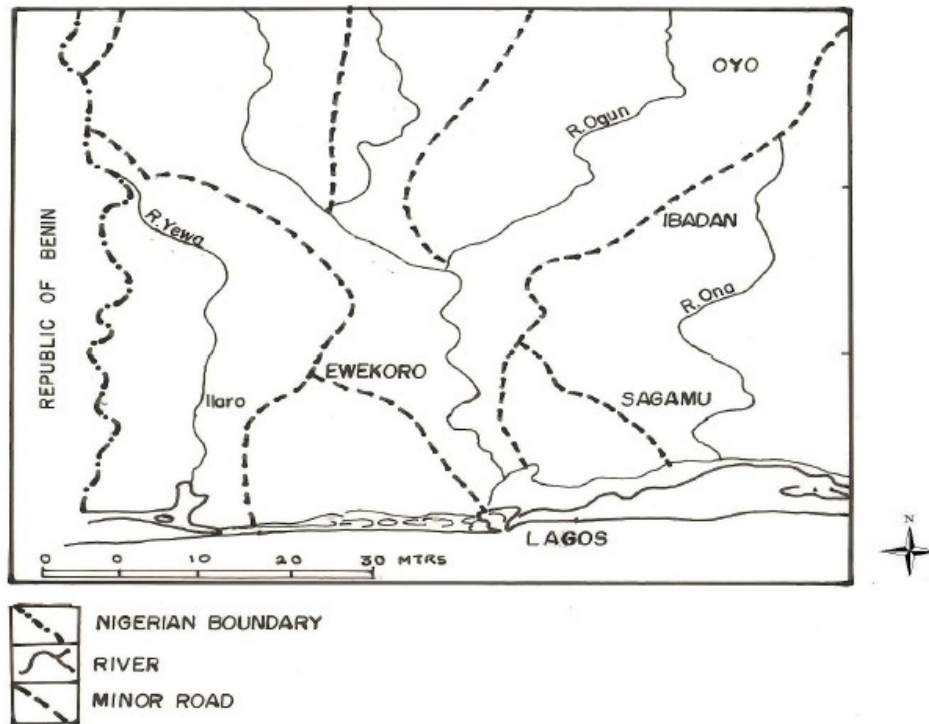 OYO
R.Ogun
IBADAN
R.Yewa
REPUBLIC OF BENIN
R.Ona
EWEKORO
Ilaro
SAGAMU
LAGOS
N
0 0 10 20 30 MTRS
NIGERIAN BOUNDARY
RIVER
MINOR ROAD